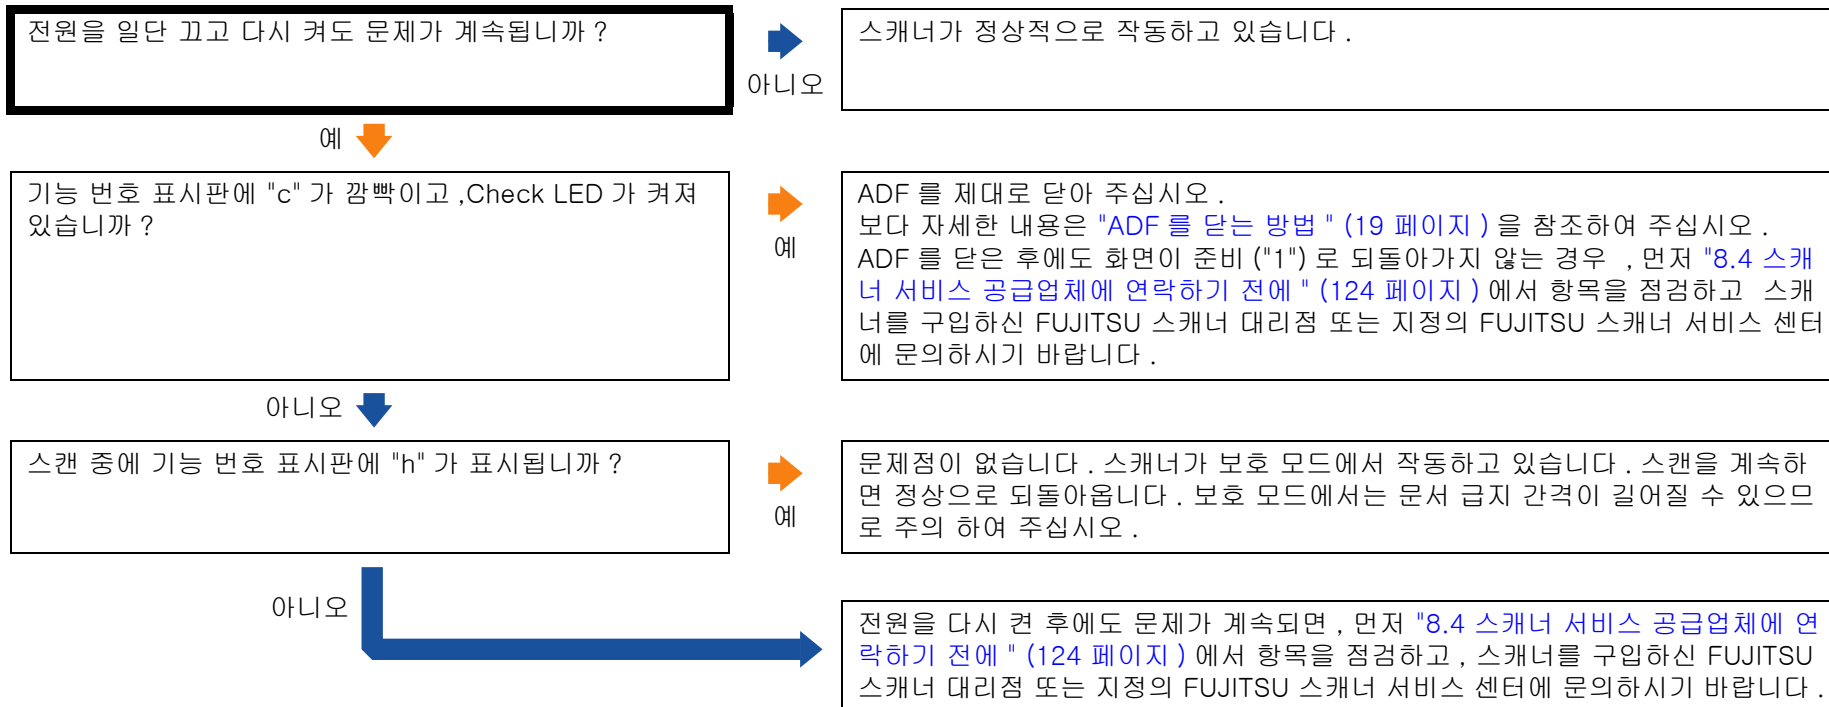 전원을 일단 끄고 다시 켜도 문제가 계속됩니까 ?
아니오
스캐너가 정상적으로 작동하고 있습니다 .
예
기능 번호 표시판에 "c" 가 깜빡이고 ,Check LED 가 켜져
있습니까 ?
예
ADF 를 제대로 닫아 주십시오 .
보다 자세한 내용은 "ADF 를 닫는 방법 " (19 페이지 ) 을 참조하여 주십시오 .
ADF 를 닫은 후에도 화면이 준비 ("1") 로 되돌아가지 않는 경우 , 먼저 "8.4 스캐
너 서비스 공급업체에 연락하기 전에 " (124 페이지 ) 에서 항목을 점검하고 스캐
너를 구입하신 FUJITSU 스캐너 대리점 또는 지정의 FUJITSU 스캐너 서비스 센터
에 문의하시기 바랍니다 .
아니오
스캔 중에 기능 번호 표시판에 "h" 가 표시됩니까 ?
예
문제점이 없습니다 . 스캐너가 보호 모드에서 작동하고 있습니다 . 스캔을 계속하
면 정상으로 되돌아옵니다 . 보호 모드에서는 문서 급지 간격이 길어질 수 있으므
로 주의 하여 주십시오 .
아니오
전원을 다시 켠 후에도 문제가 계속되면 , 먼저 "8.4 스캐너 서비스 공급업체에 연
락하기 전에 " (124 페이지 ) 에서 항목을 점검하고 , 스캐너를 구입하신 FUJITSU
스캐너 대리점 또는 지정의 FUJITSU 스캐너 서비스 센터에 문의하시기 바랍니다 .